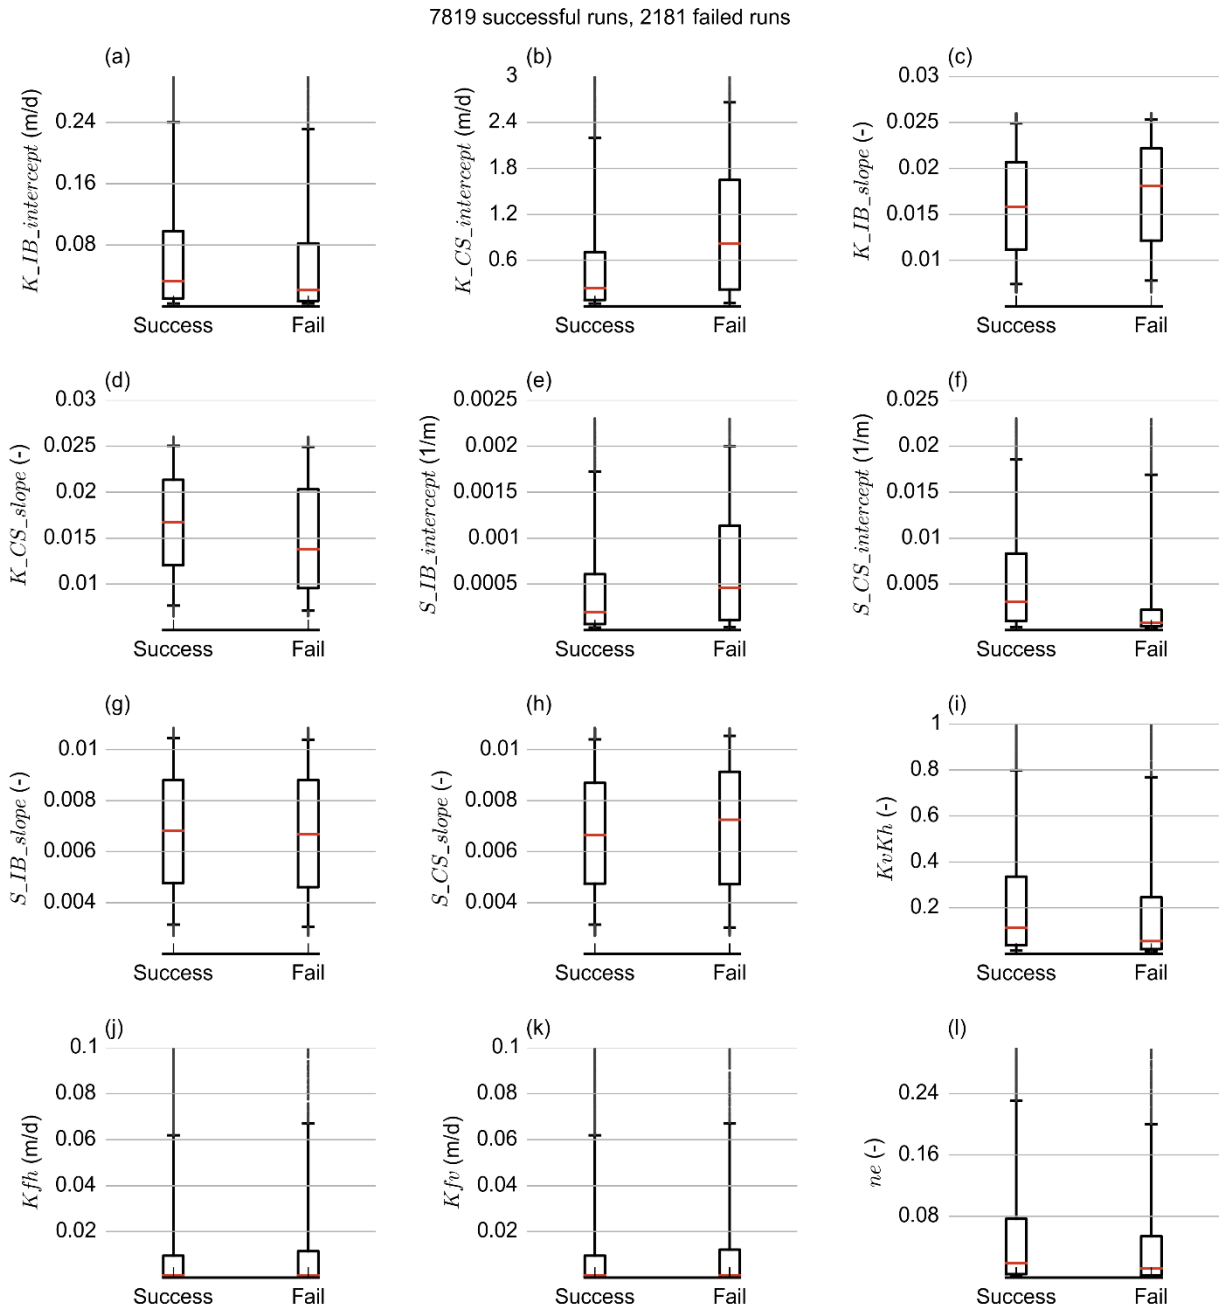 7819 successful runs, 2181 failed runs
(a)
K_IB_intercept (m/d)
0.24
0.16
0.08
Success Fail
(b)
K_CS_intercept (m/d)
3
2.4
1.8
1.2
0.6
Success Fail
(c)
K_IB_slope (-)
0.03
0.025
0.02
0.015
0.01
Success Fail
(d)
K_CS_slope (-)
0.03
0.025
0.02
0.015
0.01
Success Fail
(e)
S_IB_intercept (1/m)
0.0025
0.002
0.0015
0.001
0.0005
Success Fail
(f)
S_CS_intercept (1/m)
0.025
0.02
0.015
0.01
0.005
Success Fail
(g)
S_IB_slope (-)
0.01
0.008
0.006
0.004
Success Fail
(h)
S_CS_slope (-)
0.01
0.008
0.006
0.004
Success Fail
(i)
KvKh (-)
1
0.8
0.6
0.4
0.2
Success Fail
(j)
Kfh (m/d)
0.1
0.08
0.06
0.04
0.02
Success Fail
(k)
Kfv (m/d)
0.1
0.08
0.06
0.04
0.02
Success Fail
(l)
ne (-)
0.24
0.16
0.08
Success Fail